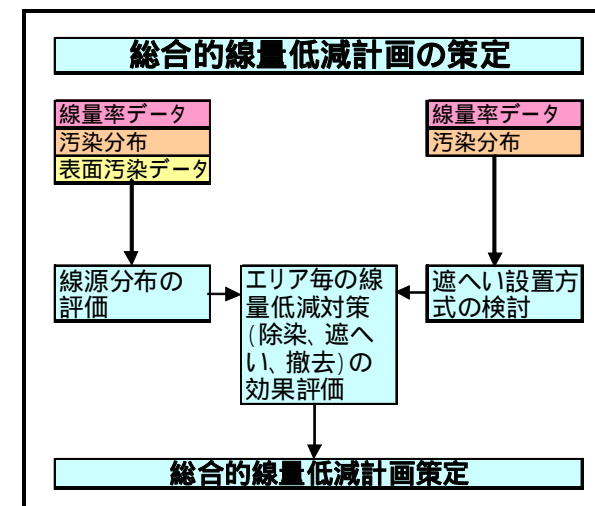 総合的線量低減計画の策定
線量率データ
汚染分布
表面汚染データ
線量率データ
汚染分布
線源分布の
評価
エリア毎の線
量低減対策
(除染、遮へ
い、撤去)の
効果評価
遮へい設置方
式の検討
総合的線量低減計画策定